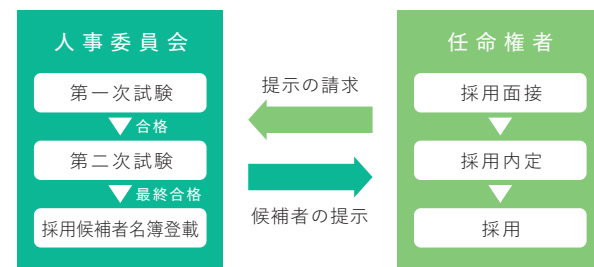 人事委員会
第一次試験
合格
第二次試験
最終合格
採用候補者名簿登載
提示の請求
候補者の提示
任命権者
採用面接
採用内定
採用